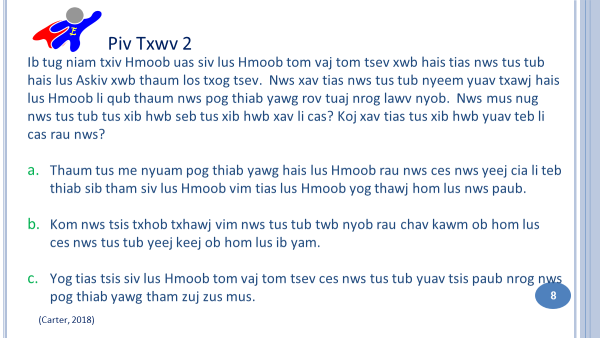 E
Piv Txwv 2
Ib tug niam txiv Hmoob uas siv lus Hmoob tom vaj tom tsev xwb hais tias nws tus tub
hais lus Askiv xwb thaum los txog tsev. Nws xav tias nws tus tub nyeem yuav txawj hais
lus Hmoob li qub thaum nws pog thiab yawg rov tuaj nrog lawv nyob. Nws mus nug
nws tus tub tus xib hwb seb tus xib hwb xav li cas? Koj xav tias tus xib hwb yuav teb li
cas rau nws?
a. Thaum tus me nyuam pog thiab yawg hais lus Hmoob rau nws ces nws yeej cia li teb
thiab sib tham siv lus Hmoob vim tias lus Hmoob yog thawj hom lus nws paub.
b. Kom nws tsis txhob txhawj vim nws tus tub twb nyob rau chav kawm ob hom lus
ces nws tus tub yeej keej ob hom lus ib yam.
c. Yog tias tsis siv lus Hmoob tom vaj tom tsev ces nws tus tub yuav tsis paub nrog nws
pog thiab yawg tham zuj zus mus.
8
(Carter, 2018)